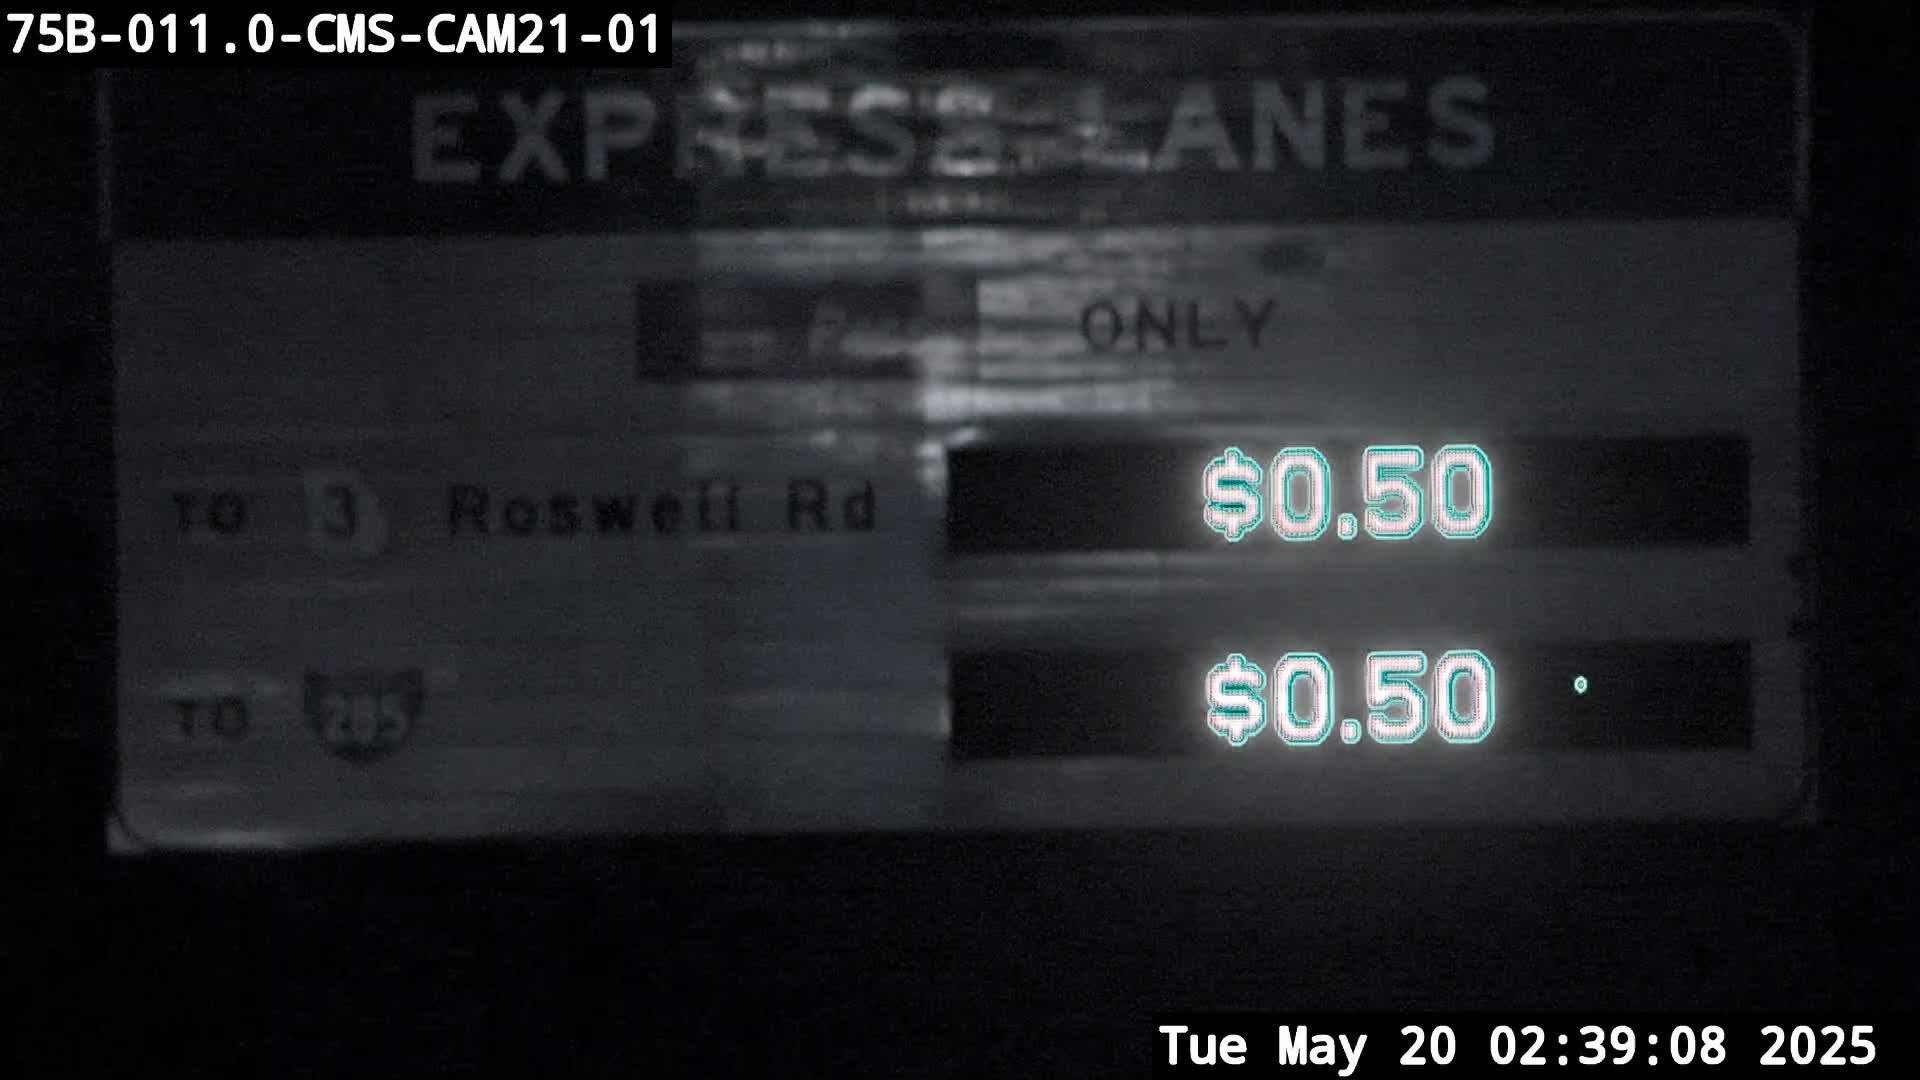 75B-011.0-CMS-CAM21-01
EXPRESS LANES
ONLY
TO 3 Roswell Rd $0.50
TO $0.50
Tue May 20 02:39:08 2025